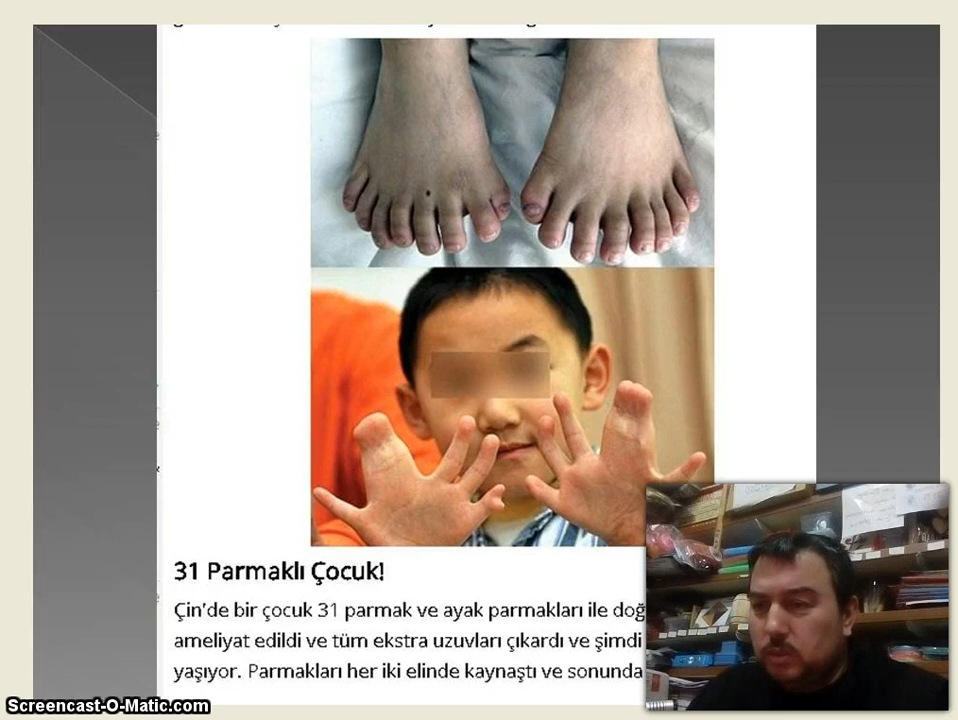 31 Parmaklı Çocuk!
Çin'de bir çocuk 31 parmak ve ayak parmakları ile doğ
ameliyat edildi ve tüm ekstra uzuvları çıkardı ve şimdi
yaşıyor. Parmakları her iki elinde kaynaştı ve sonunda
Screencast-O-Matic.com